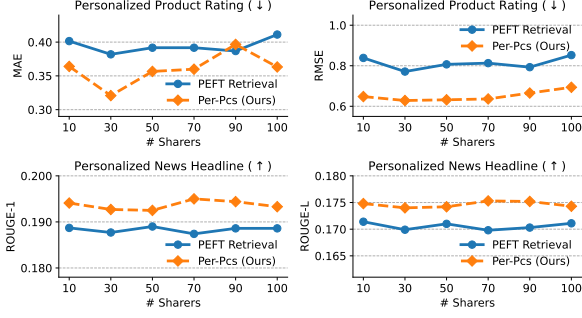 Personalized Product Rating (↓)
MAE
0.40
0.35
0.30
PEFT Retrieval
Per-Pcs (Ours)
10 30 50 70 90 100
# Sharers
Personalized Product Rating (↓)
RMSE
1.0
0.8
0.6
PEFT Retrieval
Per-Pcs (Ours)
10 30 50 70 90 100
# Sharers
Personalized News Headline (↑)
ROUGE-1
0.200
0.190
0.180
PEFT Retrieval
Per-Pcs (Ours)
10 30 50 70 90 100
# Sharers
Personalized News Headline (↑)
ROUGE-L
0.180
0.175
0.170
0.165
PEFT Retrieval
Per-Pcs (Ours)
10 30 50 70 90 100
# Sharers